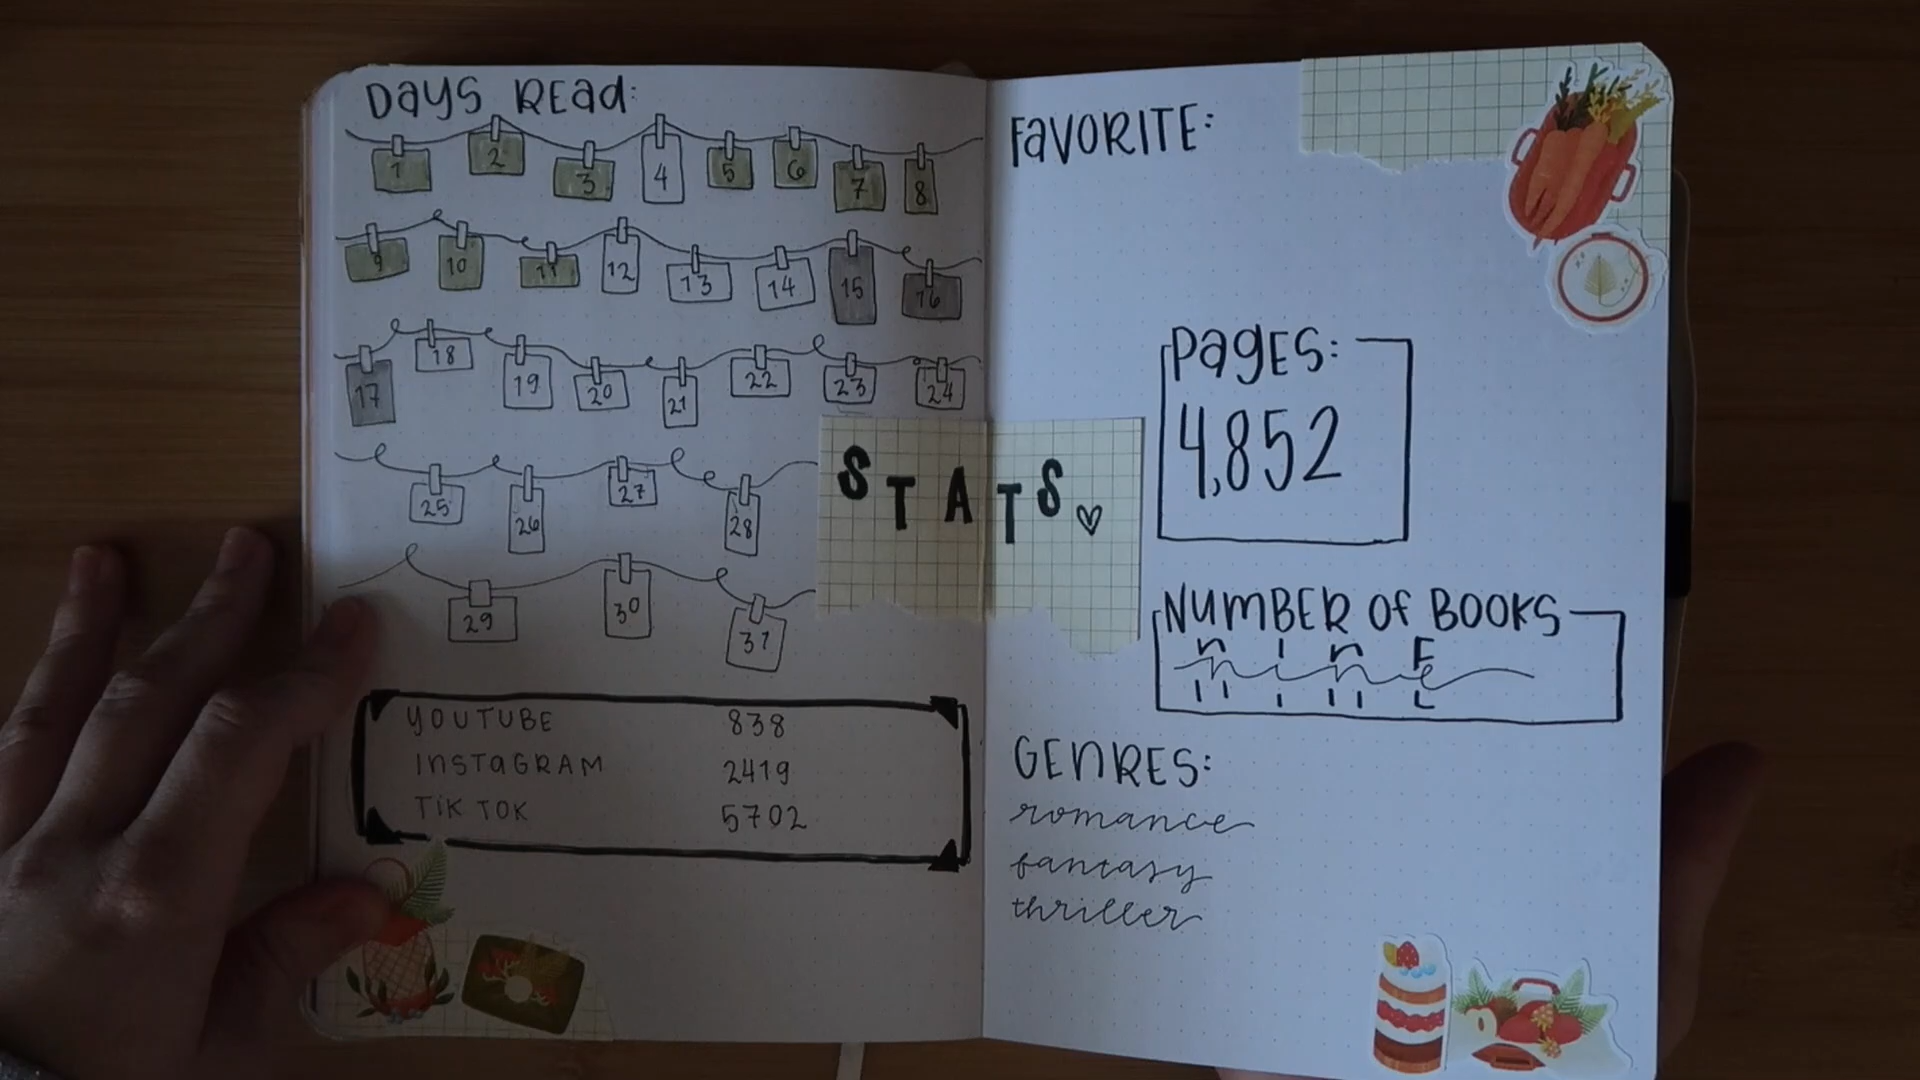 Days Read:
1 2 3 4 5 6 7 8
9 10 11 12 13 14 15 16
17 18 19 20 21 22 23 24
25 26 27 28
29 30 31
STATS
YOUTUBE 838
INSTAGRAM 2419
TIK TOK 5702
FAVORITE:
PAGES:
4,852
NUMBER OF BOOKS
nine
GENRES:
romance
fantasy
thriller